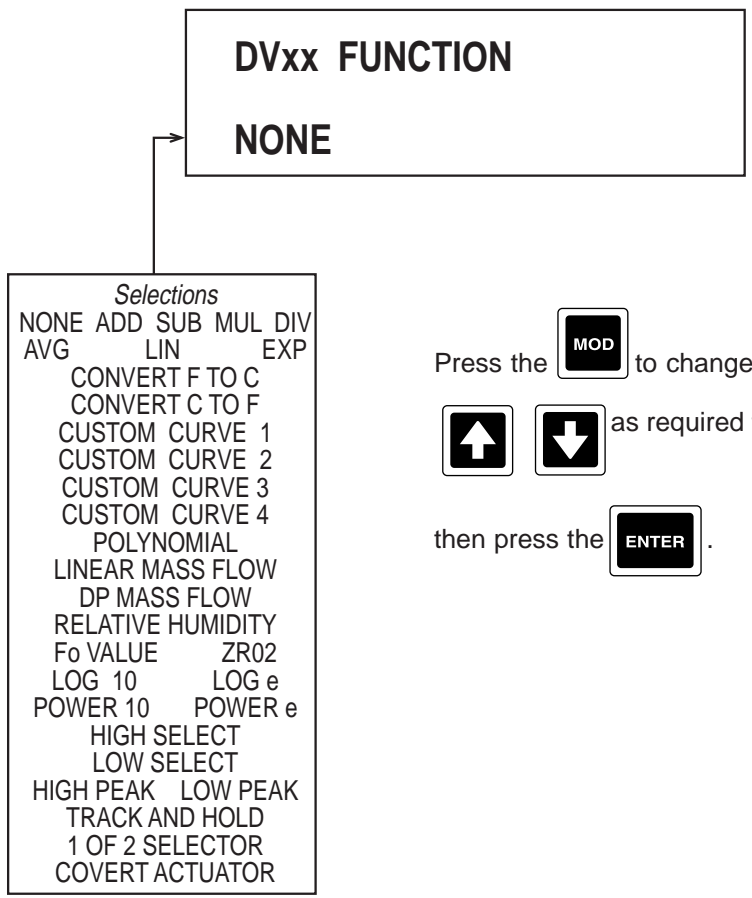 DVxx FUNCTION
NONE
Selections
NONE ADD SUB MUL DIV
AVG LIN EXP
CONVERT F TO C
CONVERT C TO F
CUSTOM CURVE 1
CUSTOM CURVE 2
CUSTOM CURVE 3
CUSTOM CURVE 4
POLYNOMIAL
LINEAR MASS FLOW
DP MASS FLOW
RELATIVE HUMIDITY
Fo VALUE ZR02
LOG 10 LOG e
POWER 10 POWER e
HIGH SELECT
LOW SELECT
HIGH PEAK LOW PEAK
TRACK AND HOLD
1 OF 2 SELECTOR
COVERT ACTUATOR
Press the MOD to change
as required
then press the ENTER .